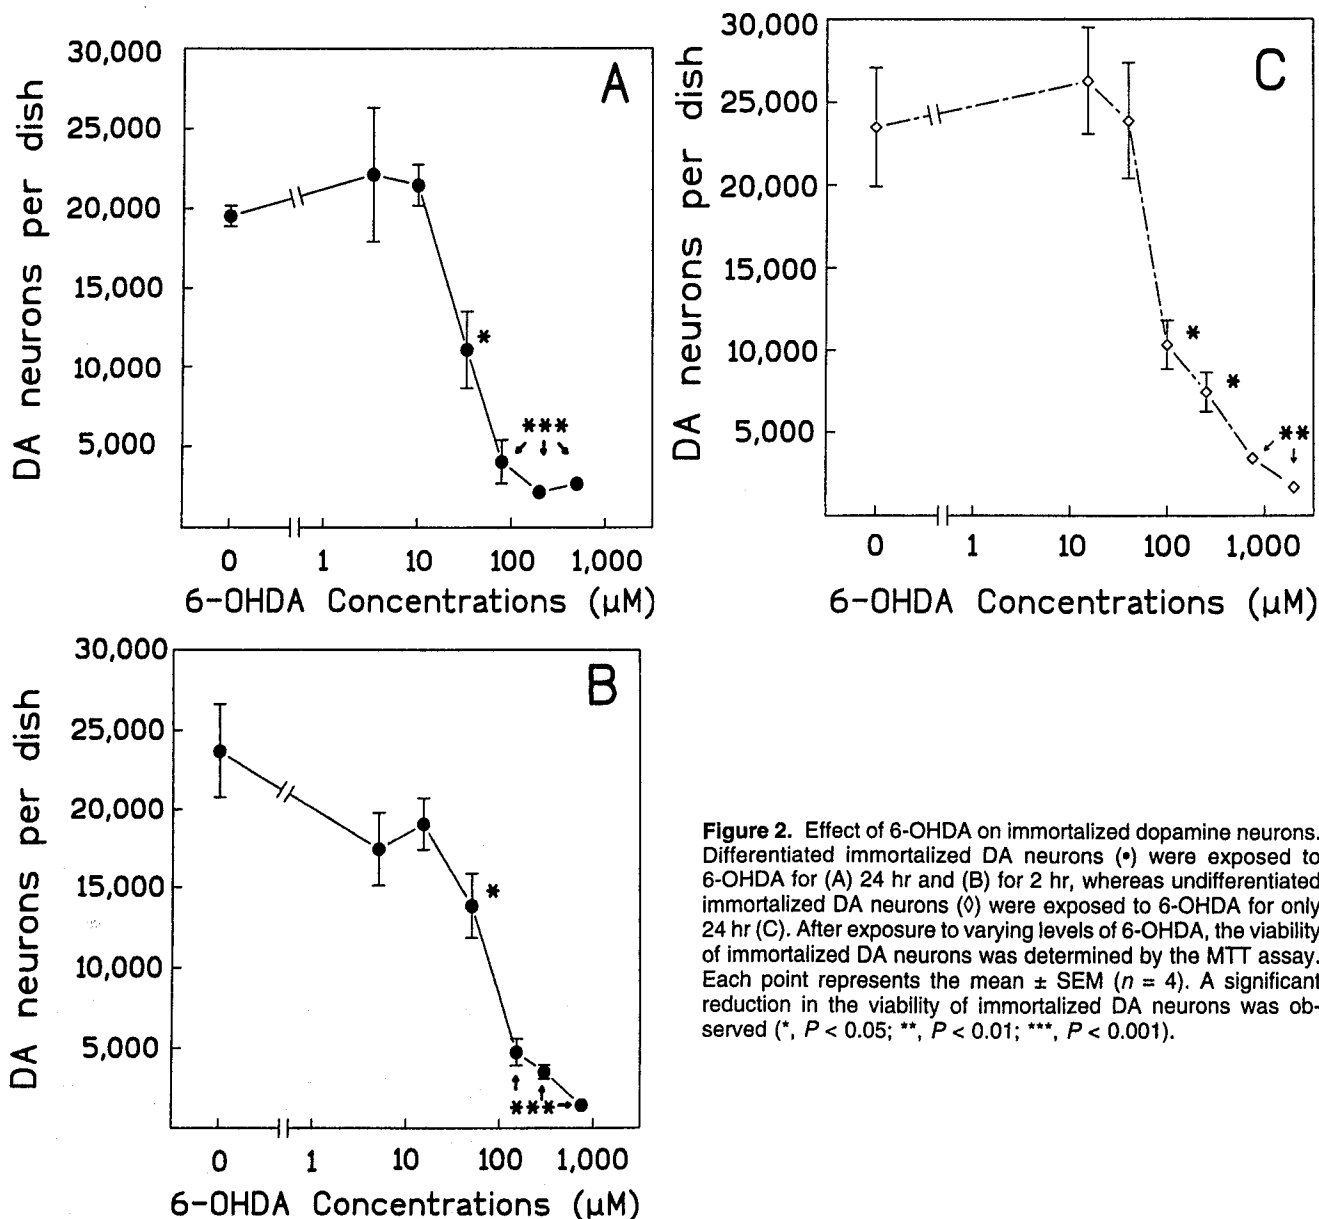 A
DA neurons per dish
30,000
25,000
20,000
15,000
10,000
5,000
*
***
0 1 10 100 1,000
6-OHDA Concentrations (μM)
C
DA neurons per dish
30,000
25,000
20,000
15,000
10,000
5,000
*
*
**
0 1 10 100 1,000
6-OHDA Concentrations (μM)
B
DA neurons per dish
30,000
25,000
20,000
15,000
10,000
5,000
*
***
0 1 10 100 1,000
6-OHDA Concentrations (μM)
Figure 2. Effect of 6-OHDA on immortalized dopamine neurons.
Differentiated immortalized DA neurons (•) were exposed to
6-OHDA for (A) 24 hr and (B) for 2 hr, whereas undifferentiated
immortalized DA neurons (◊) were exposed to 6-OHDA for only
24 hr (C). After exposure to varying levels of 6-OHDA, the viability
of immortalized DA neurons was determined by the MTT assay.
Each point represents the mean ± SEM (n = 4). A significant
reduction in the viability of immortalized DA neurons was ob-
served (*, P < 0.05; **, P < 0.01; ***, P < 0.001).